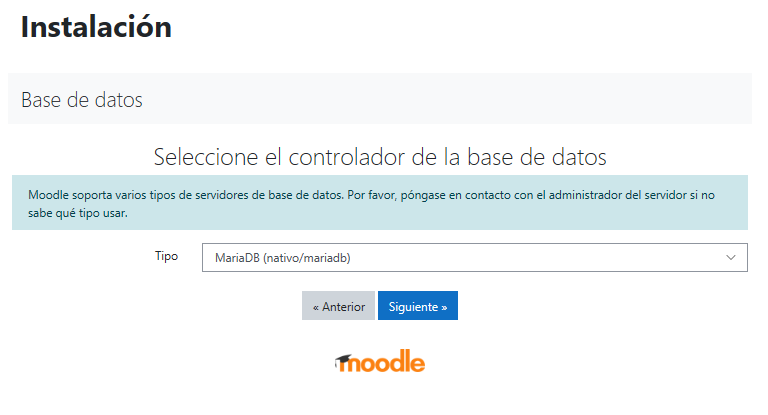 Instalación
Base de datos
Seleccione el controlador de la base de datos
Moodle soporta varios tipos de servidores de base de datos. Por favor, póngase en contacto con el administrador del servidor si no
sabe qué tipo usar.
Tipo MariaDB (nativo/mariadb)
« Anterior Siguiente »
moodle